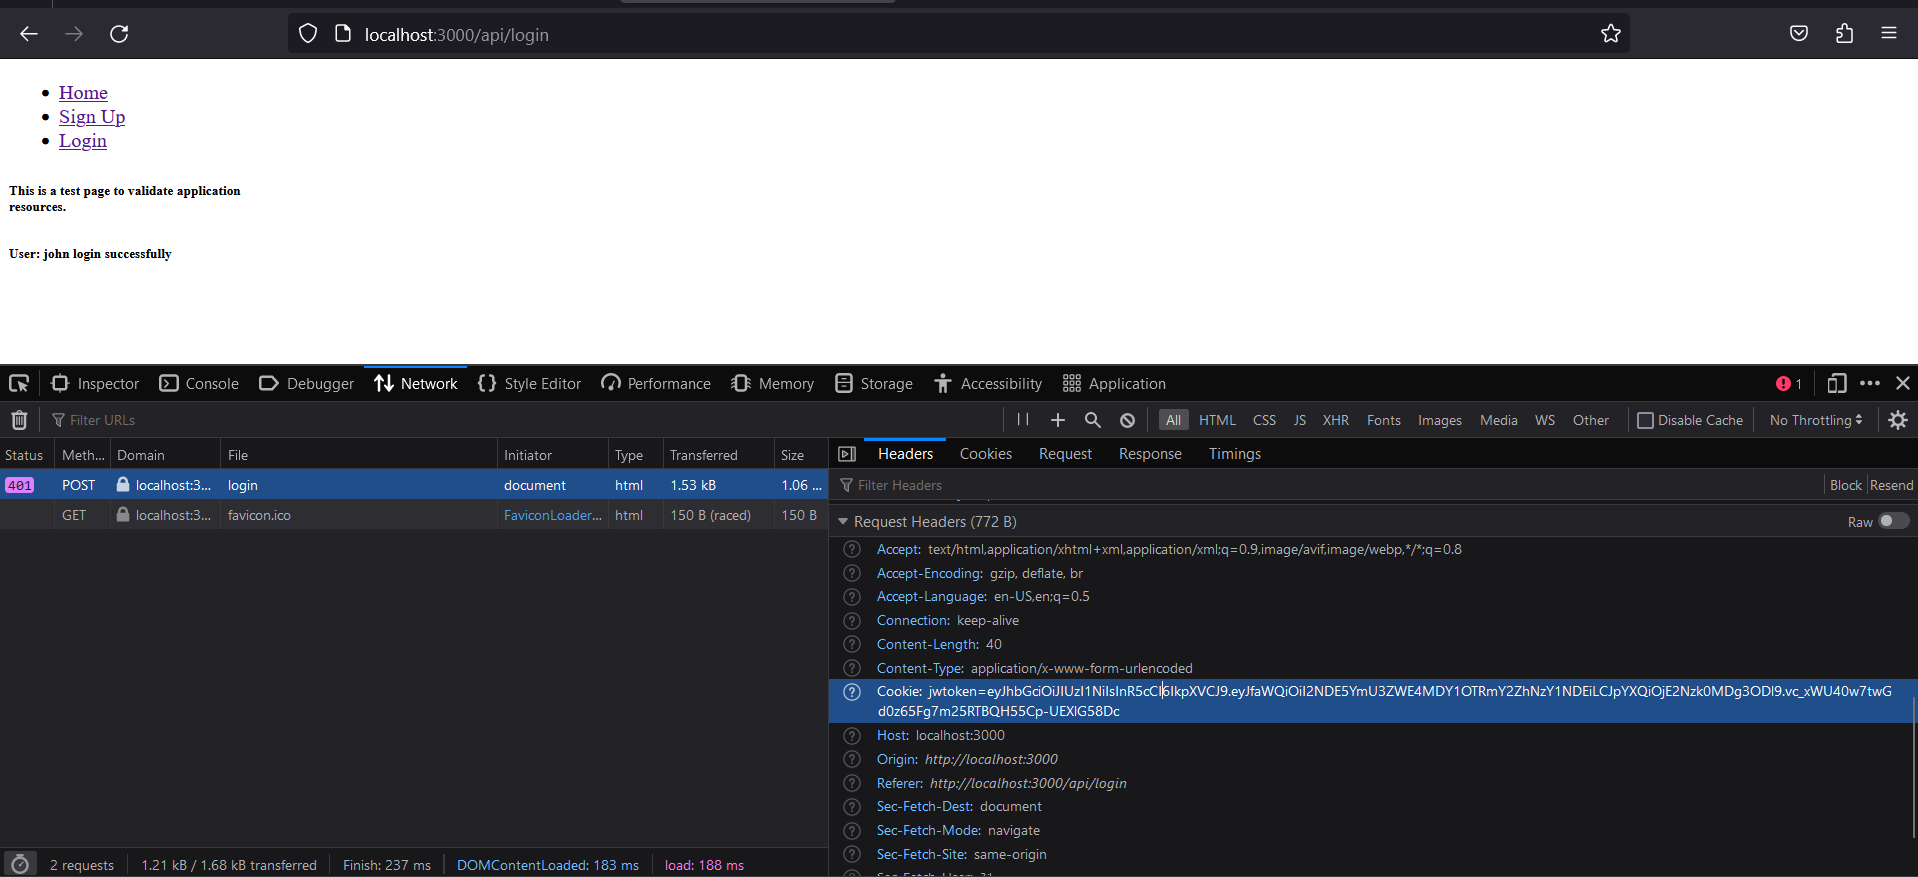 localhost:3000/api/login
Home
Sign Up
Login
This is a test page to validate application
resources.
User: john login successfully
Inspector Console Debugger Network Style Editor Performance Memory Storage Accessibility Application 1
Filter URLs All HTML CSS JS XHR Fonts Images Media WS Other Disable Cache No Throttling
Status Meth... Domain File Initiator Type Transferred Size
401 POST localhost:3... login document html 1.53 kB 1.06 ...
GET localhost:3... favicon.ico FaviconLoader... html 150 B (raced) 150 B
Headers Cookies Request Response Timings
Filter Headers Block Resend
Request Headers (772 B) Raw
Accept: text/html,application/xhtml+xml,application/xml;q=0.9,image/avif,image/webp,*/*;q=0.8
Accept-Encoding: gzip, deflate, br
Accept-Language: en-US,en;q=0.5
Connection: keep-alive
Content-Length: 40
Content-Type: application/x-www-form-urlencoded
Cookie: jwtoken=eyJhbGciOiJIUzI1NiIsInR5cCI6IkpXVCJ9.eyJfaWQiOiI2NDE5YmU3ZWE4MDY1OTRmY2ZhNzY1NDEiLCJpYXQiOjE2Nzk0MDg3ODl9.vc_xWU40w7twG
d0z65Fg7m25RTBQH55Cp-UEXlG58Dc
Host: localhost:3000
Origin: http://localhost:3000
Referer: http://localhost:3000/api/login
Sec-Fetch-Dest: document
Sec-Fetch-Mode: navigate
Sec-Fetch-Site: same-origin
2 requests 1.21 kB / 1.68 kB transferred Finish: 237 ms DOMContentLoaded: 183 ms load: 188 ms